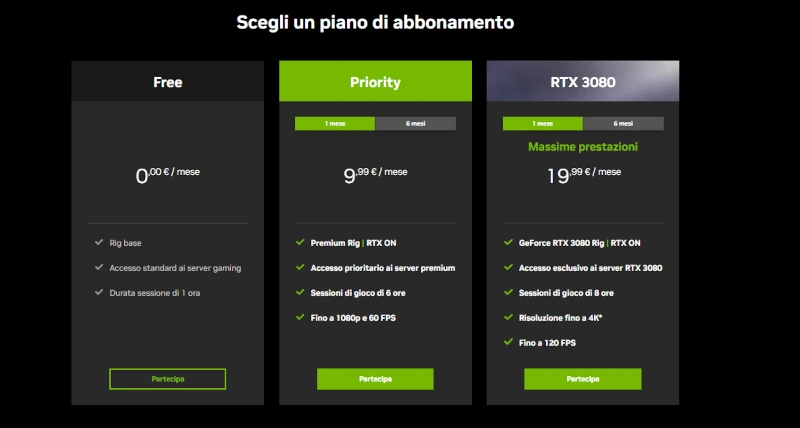 Scegli un piano di abbonamento
Free
0,00 € / mese
Rig base
Accesso standard ai server gaming
Durata sessione di 1 ora
Partecipa
Priority
1 mese 6 mesi
9,99 € / mese
Premium Rig | RTX ON
Accesso prioritario ai server premium
Sessioni di gioco di 6 ore
Fino a 1080p e 60 FPS
Partecipa
RTX 3080
1 mese 6 mesi
Massime prestazioni
19,99 € / mese
GeForce RTX 3080 Rig | RTX ON
Accesso esclusivo ai server RTX 3080
Sessioni di gioco di 8 ore
Risoluzione fino a 4K*
Fino a 120 FPS
Partecipa